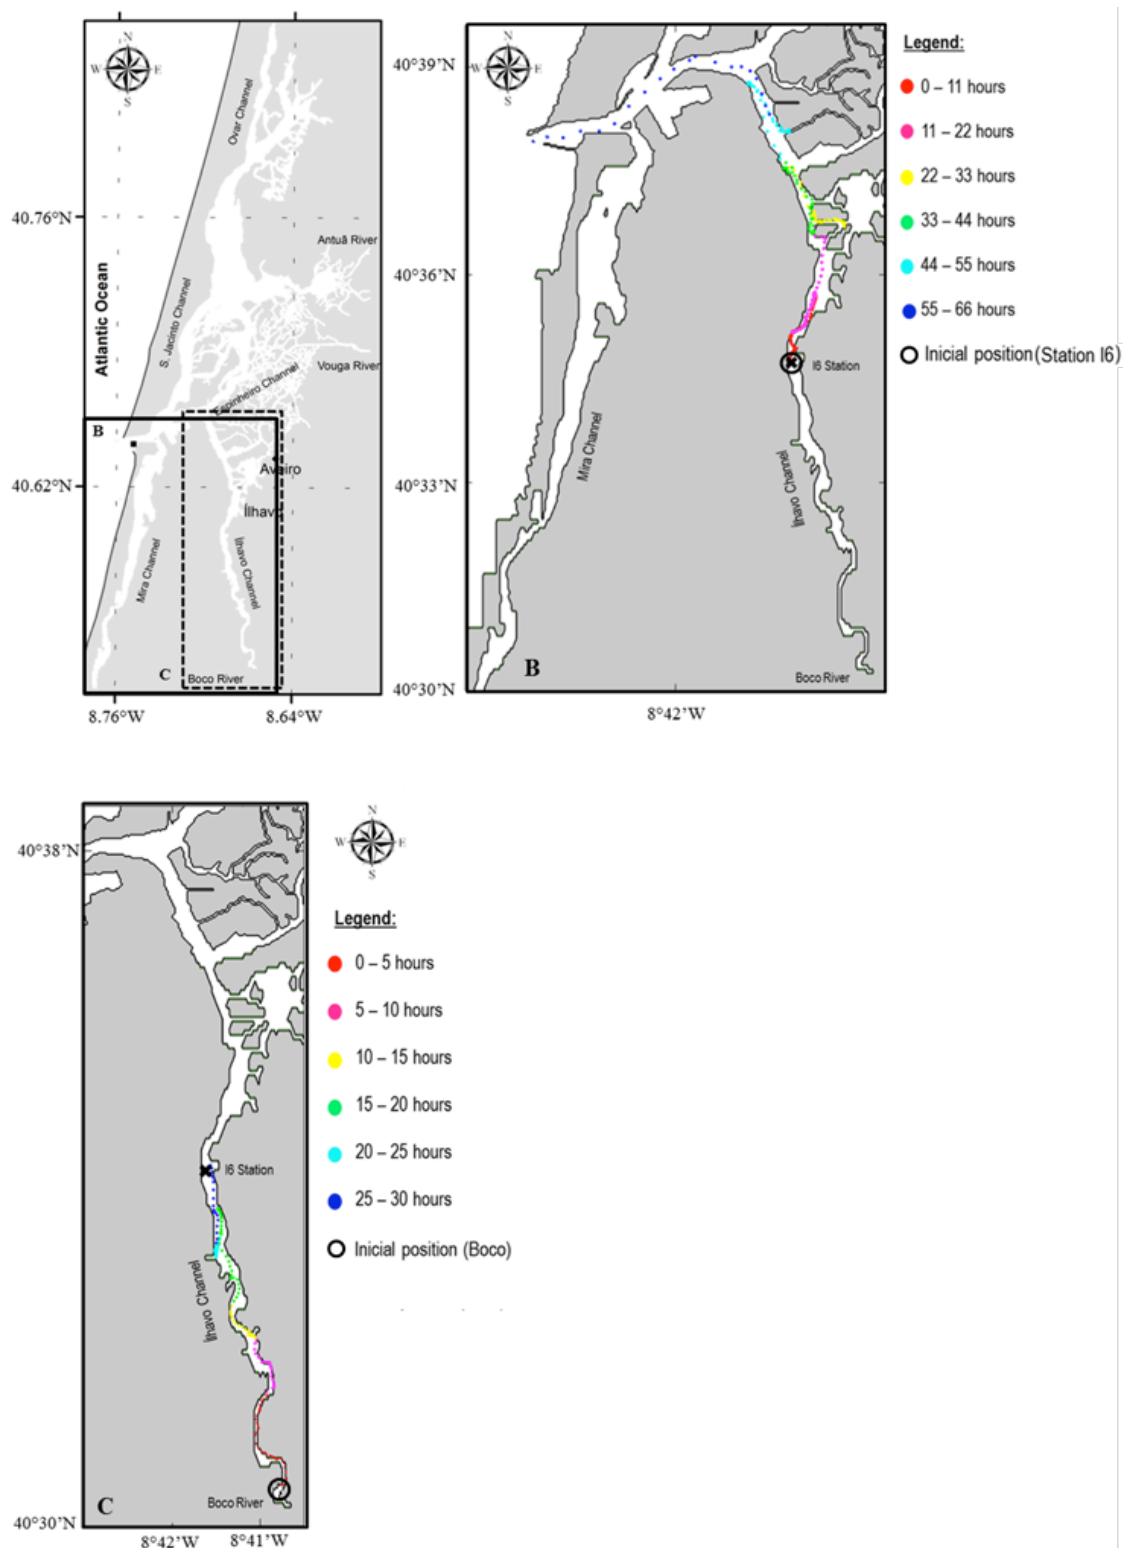 N
W E
S
Ovar Channel
40.76°N
Antuã River
Atlantic Ocean
S. Jacinto Channel
Vouga River
Espinheiro Channel
B
Aveiro
40.62°N
Ílhav
Mira Channel
Ílhavo Channel
C
Boco River
8.76°W
8.64°W
N
W E
S
40°39'N
40°36'N
I6 Station
Mira Channel
40°33'N
Ílhavo Channel
B
Boco River
40°30'N
8°42'W
Legend:
0 – 11 hours
11 – 22 hours
22 – 33 hours
33 – 44 hours
44 – 55 hours
55 – 66 hours
Inicial position (Station I6)
40°38'N
I6 Station
Ílhavo Channel
C
Boco River
40°30'N
8°42'W
8°41'W
N
W E
S
Legend:
0 – 5 hours
5 – 10 hours
10 – 15 hours
15 – 20 hours
20 – 25 hours
25 – 30 hours
Inicial position (Boco)